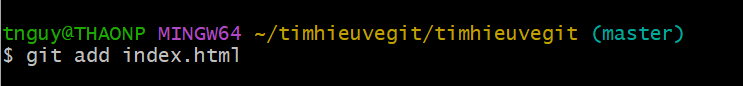 tnguy@THAONP MINGW64 ~/timhieuvegit/timhieuvegit (master)
$ git add index.html